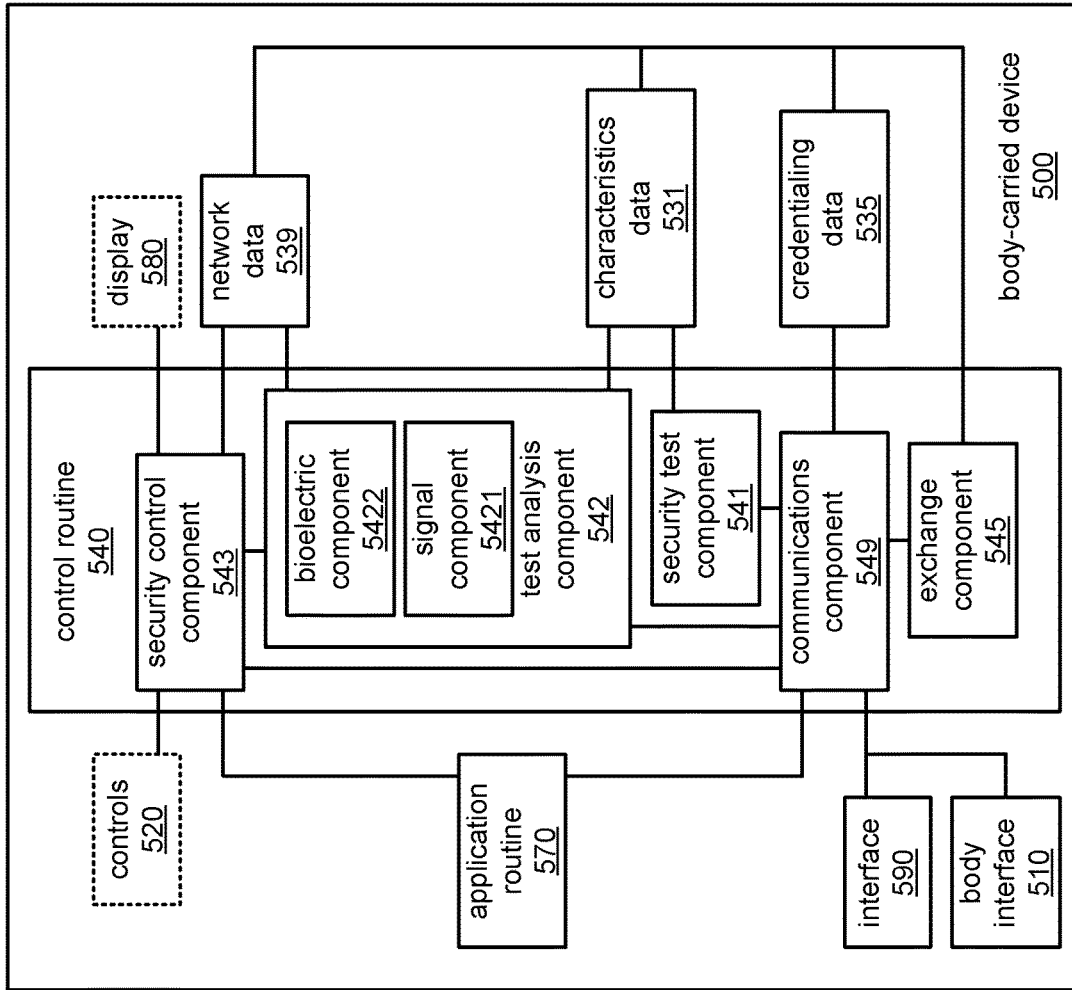 body-carried device
500
control routine
540
controls
520
security control
component
543
display
580
network
data
539
bioelectric
component
5422
signal
component
5421
test analysis
component
542
application
routine
570
characteristics
data
531
security test
component
541
interface
590
communications
component
549
credentialing
data
535
body
interface
510
exchange
component
545